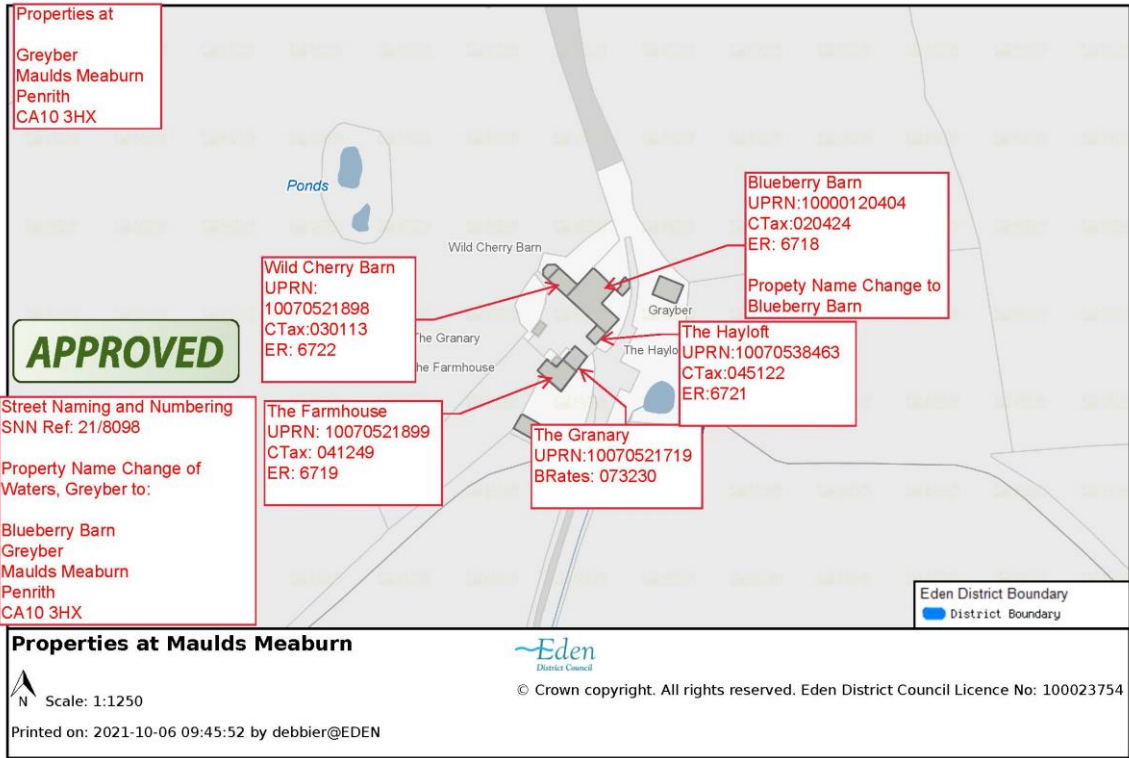 Properties at
Greyber
Maulds Meaburn
Penrith
CA10 3HX
Ponds
Wild Cherry Barn
Blueberry Barn
UPRN:10000120404
CTax:020424
ER: 6718
Propety Name Change to
Blueberry Barn
Wild Cherry Barn
UPRN:
10070521898
CTax:030113
ER: 6722
Grayber
The Hayloft
UPRN:10070538463
CTax:045122
ER:6721
he Granary
The Haylo
he Farmhouse
APPROVED
The Farmhouse
UPRN: 10070521899
CTax: 041249
ER: 6719
The Granary
UPRN:10070521719
BRates: 073230
Street Naming and Numbering
SNN Ref: 21/8098
Property Name Change of
Waters, Greyber to:
Blueberry Barn
Greyber
Maulds Meaburn
Penrith
CA10 3HX
Eden District Boundary
District Boundary
Properties at Maulds Meaburn
N
Scale: 1:1250
Printed on: 2021-10-06 09:45:52 by debbier@EDEN
Eden
District Council
© Crown copyright. All rights reserved. Eden District Council Licence No: 100023754